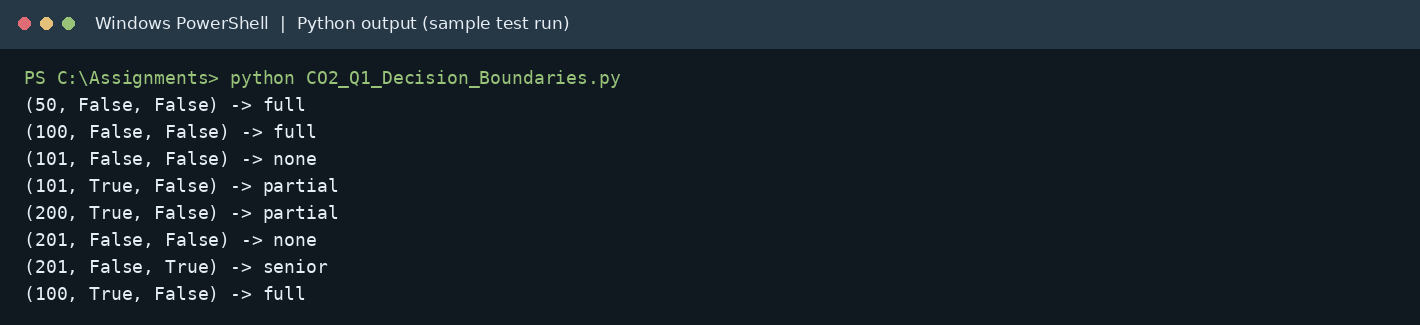 Windows PowerShell | Python output (sample test run)
PS C:\Assignments> python CO2_Q1_Decision_Boundaries.py
(50, False, False) -> full
(100, False, False) -> full
(101, False, False) -> none
(101, True, False) -> partial
(200, True, False) -> partial
(201, False, False) -> none
(201, False, True) -> senior
(100, True, False) -> full